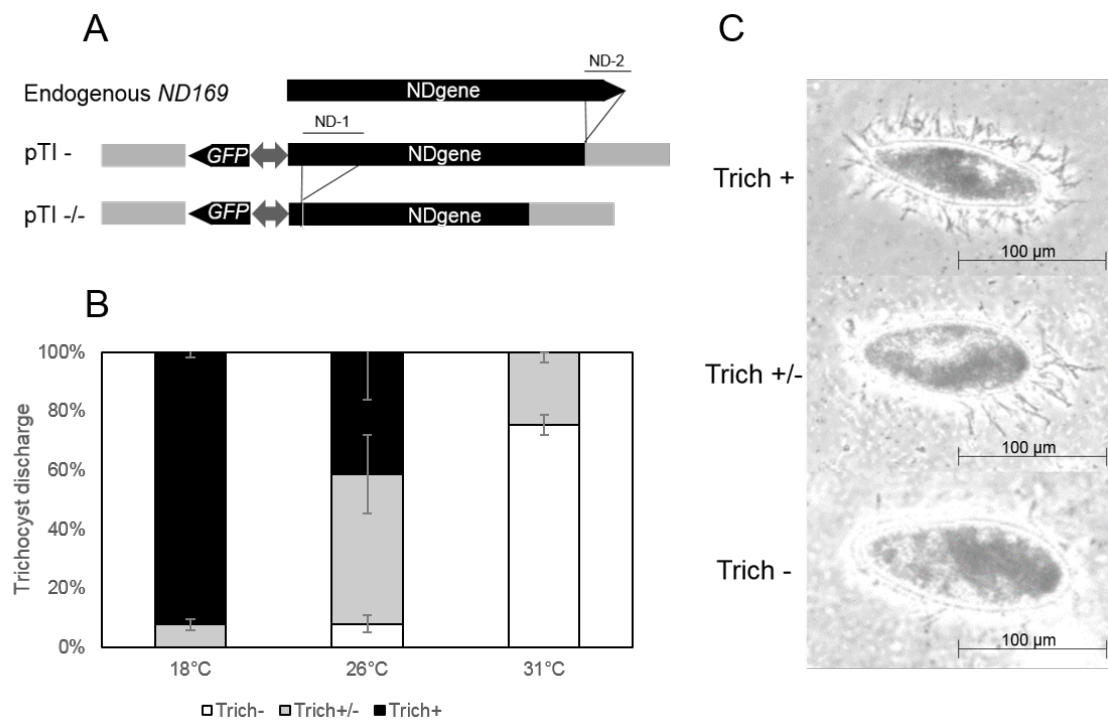 A
ND-2
Endogenous ND169
NDgene
ND-1
pTI -
GFP
NDgene
pTI -/-
GFP
NDgene
B
Trichocyst discharge
100%
80%
60%
40%
20%
0%
18°C
26°C
31°C
Trich-
Trich+/-
Trich+
C
Trich +
100 µm
Trich +/-
100 µm
Trich -
100 µm